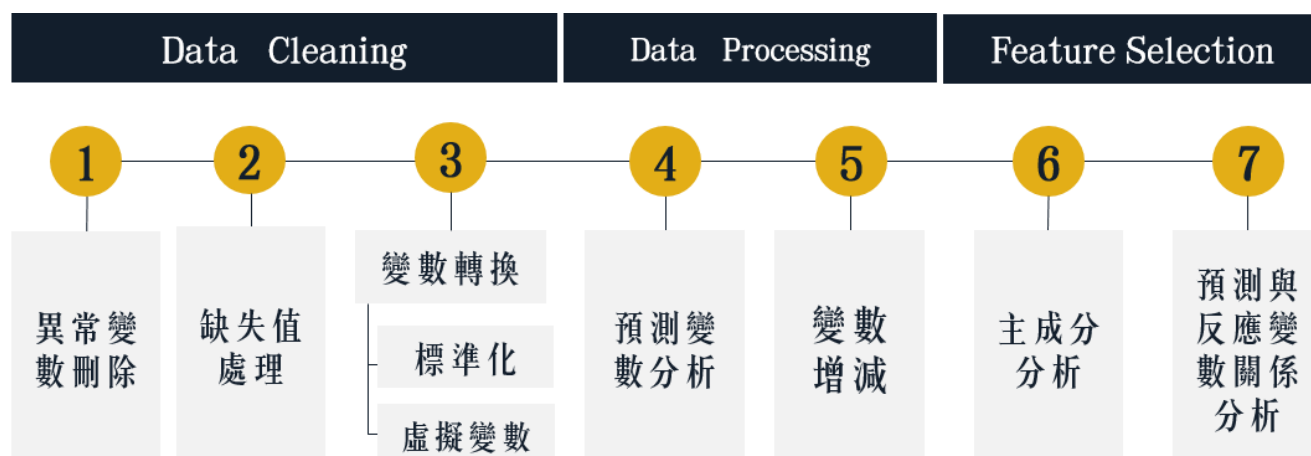 Data Cleaning
Data Processing
Feature Selection
1
2
3
4
5
6
7
異常變
數刪除
缺失值
處理
變數轉換
標準化
虛擬變數
預測變
數分析
變數
增減
主成分
分析
預測與
反應變
數關係
分析